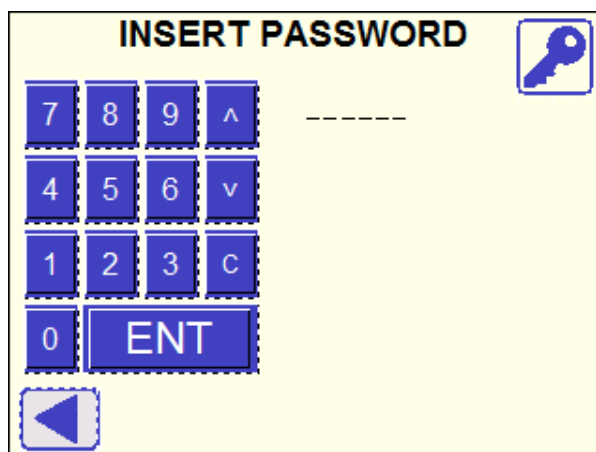 INSERT PASSWORD
7 8 9 ^ ------
4 5 6 v
1 2 3 C
0 ENT